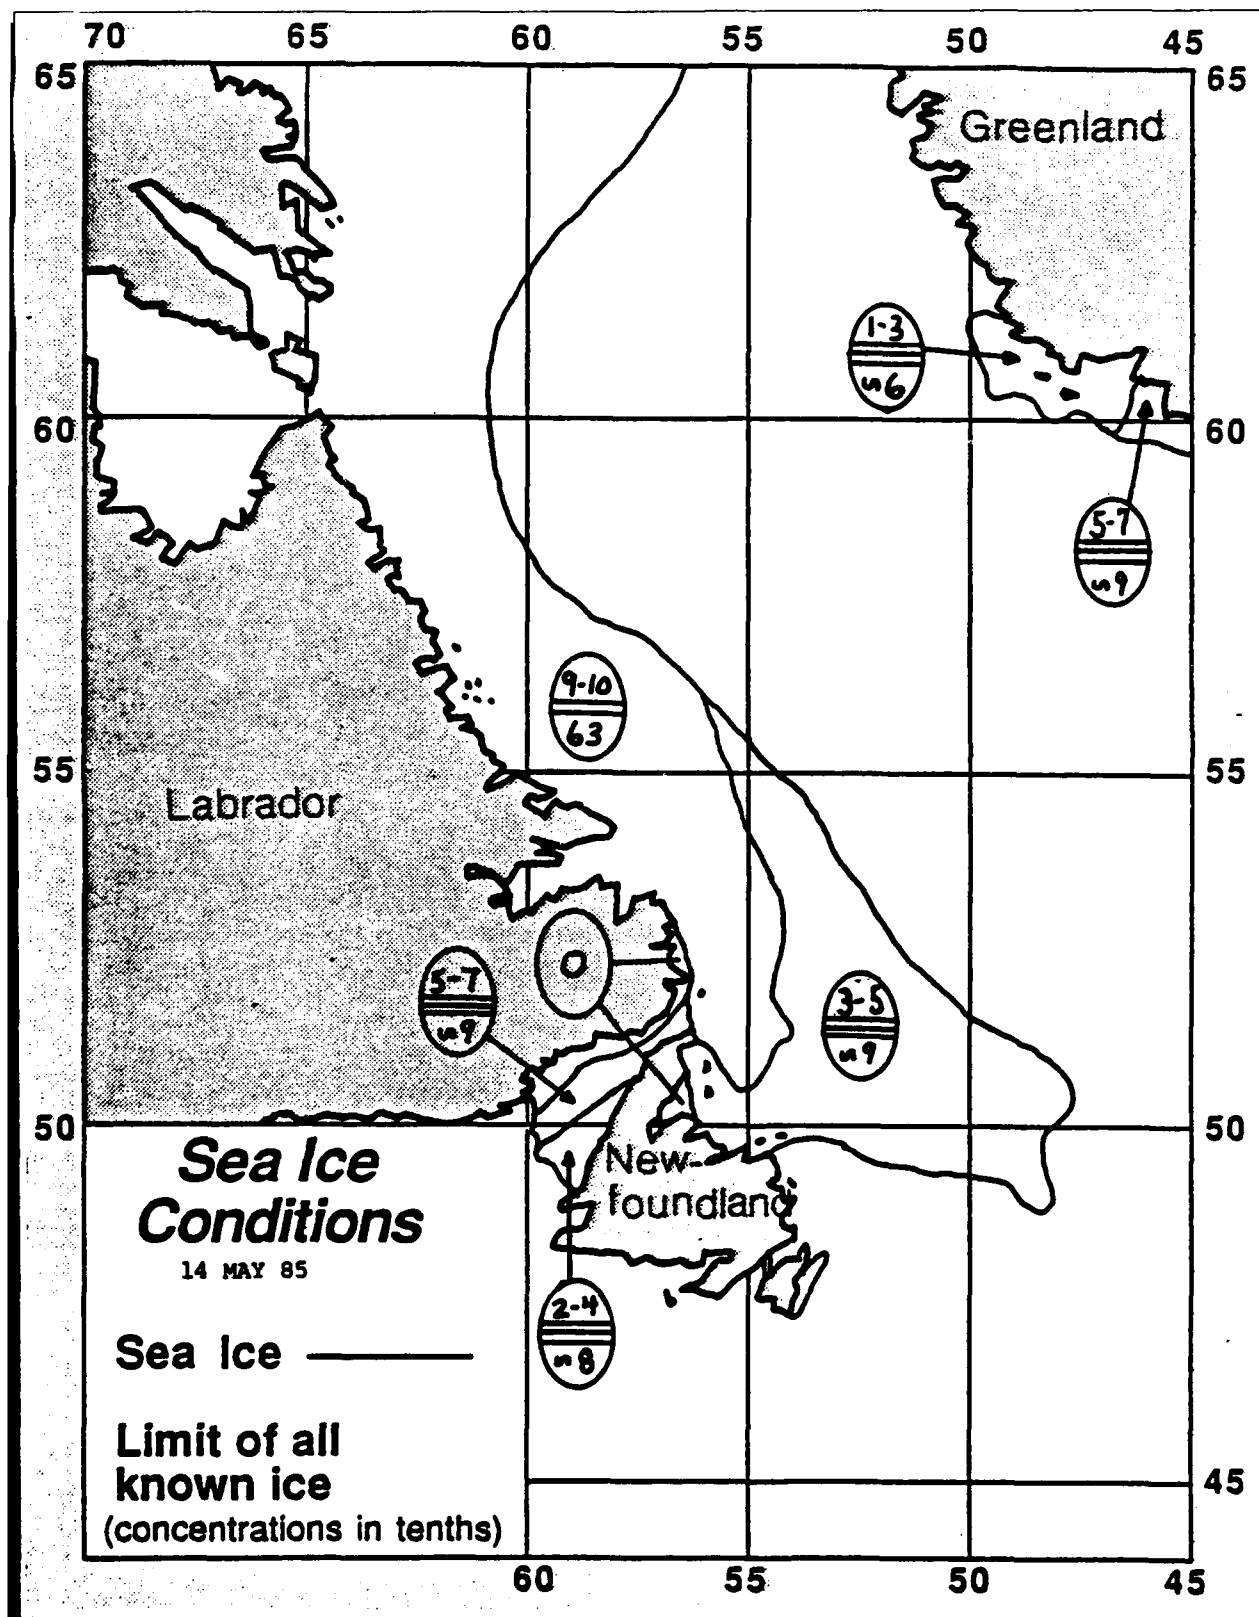 70 65 60 55 50 45
65 65
Greenland
1-3
n6
60 60
5-7
n9
9-10
63
55 55
Labrador
0
5-7
n9
3-5
n9
50 50
Sea Ice
Conditions
14 MAY 85
New-
foundland
2-4
n8
Sea Ice
Limit of all
known ice
(concentrations in tenths)
45
60 55 50 45